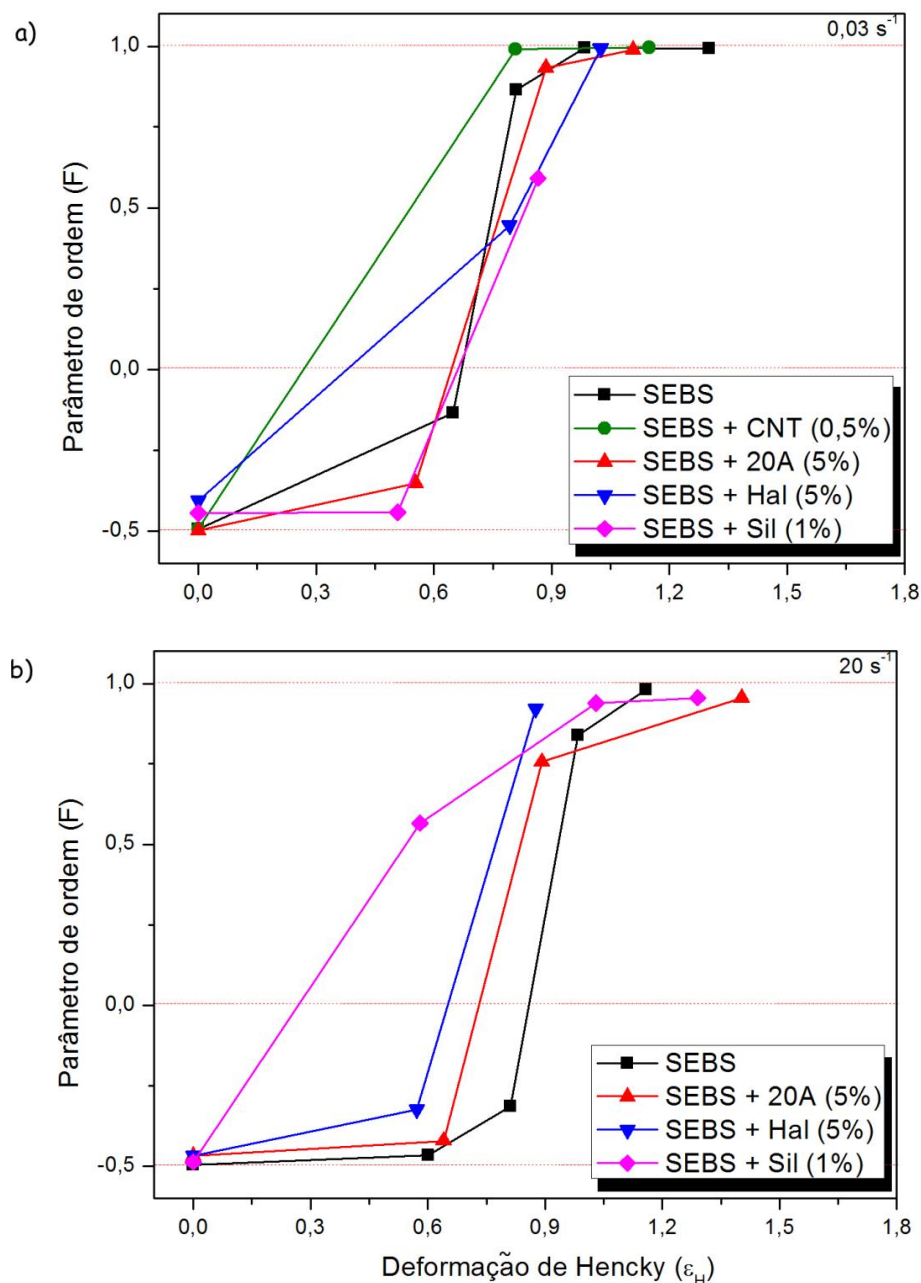 a)
0,03 s⁻¹
Parâmetro de ordem (F)
1,0
0,5
0,0
-0,5
SEBS
SEBS + CNT (0,5%)
SEBS + 20A (5%)
SEBS + Hal (5%)
SEBS + Sil (1%)
0,0 0,3 0,6 0,9 1,2 1,5 1,8
b)
20 s⁻¹
Parâmetro de ordem (F)
1,0
0,5
0,0
-0,5
SEBS
SEBS + 20A (5%)
SEBS + Hal (5%)
SEBS + Sil (1%)
0,0 0,3 0,6 0,9 1,2 1,5 1,8
Deformação de Hencky (ε_H)